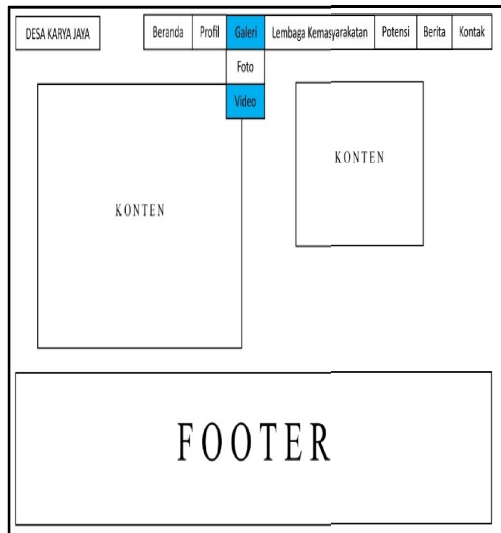 DESA KARYA JAYA
Beranda Profil Galeri Lembaga Kemasyarakatan Potensi Berita Kontak
Foto
Video
KONTEN
KONTEN
FOOTER